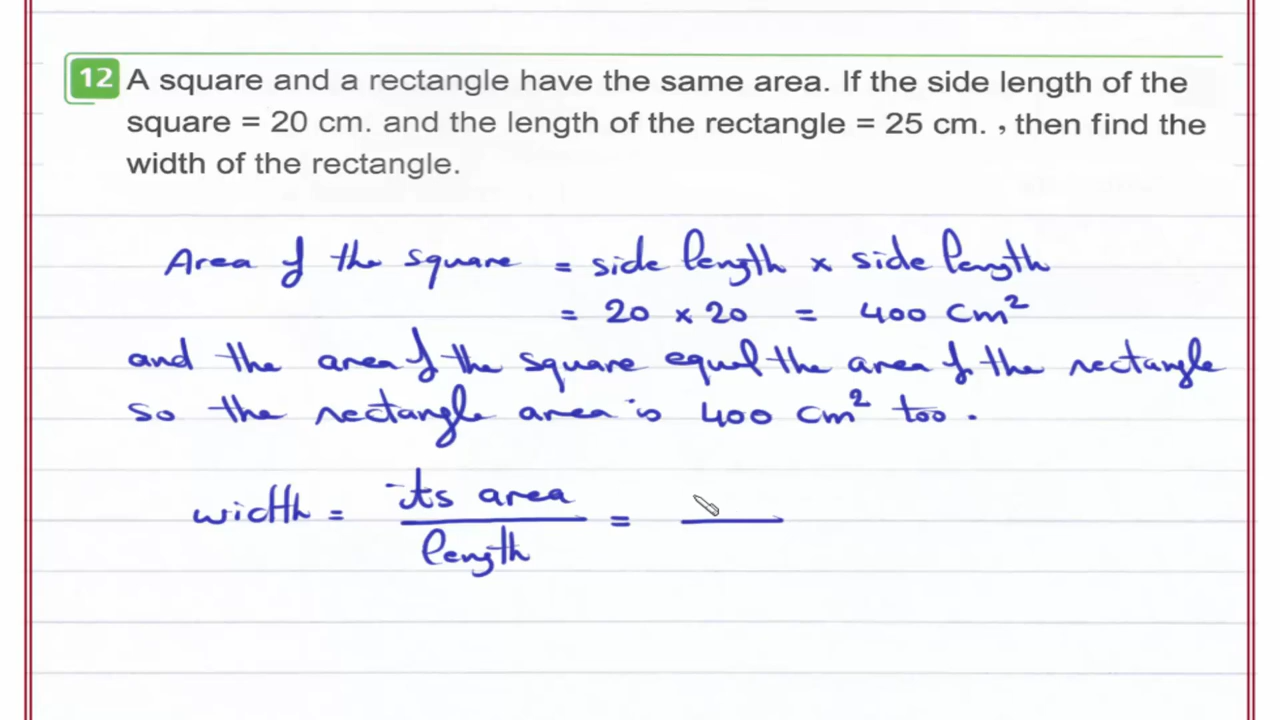 12 A square and a rectangle have the same area. If the side length of the
square = 20 cm. and the length of the rectangle = 25 cm. , then find the
width of the rectangle.
Area of the square = side length × side length
= 20 × 20 = 400 cm²
and the area of the square equal the area of the rectangle
so the rectangle area is 400 cm² too .
width = its area / length =